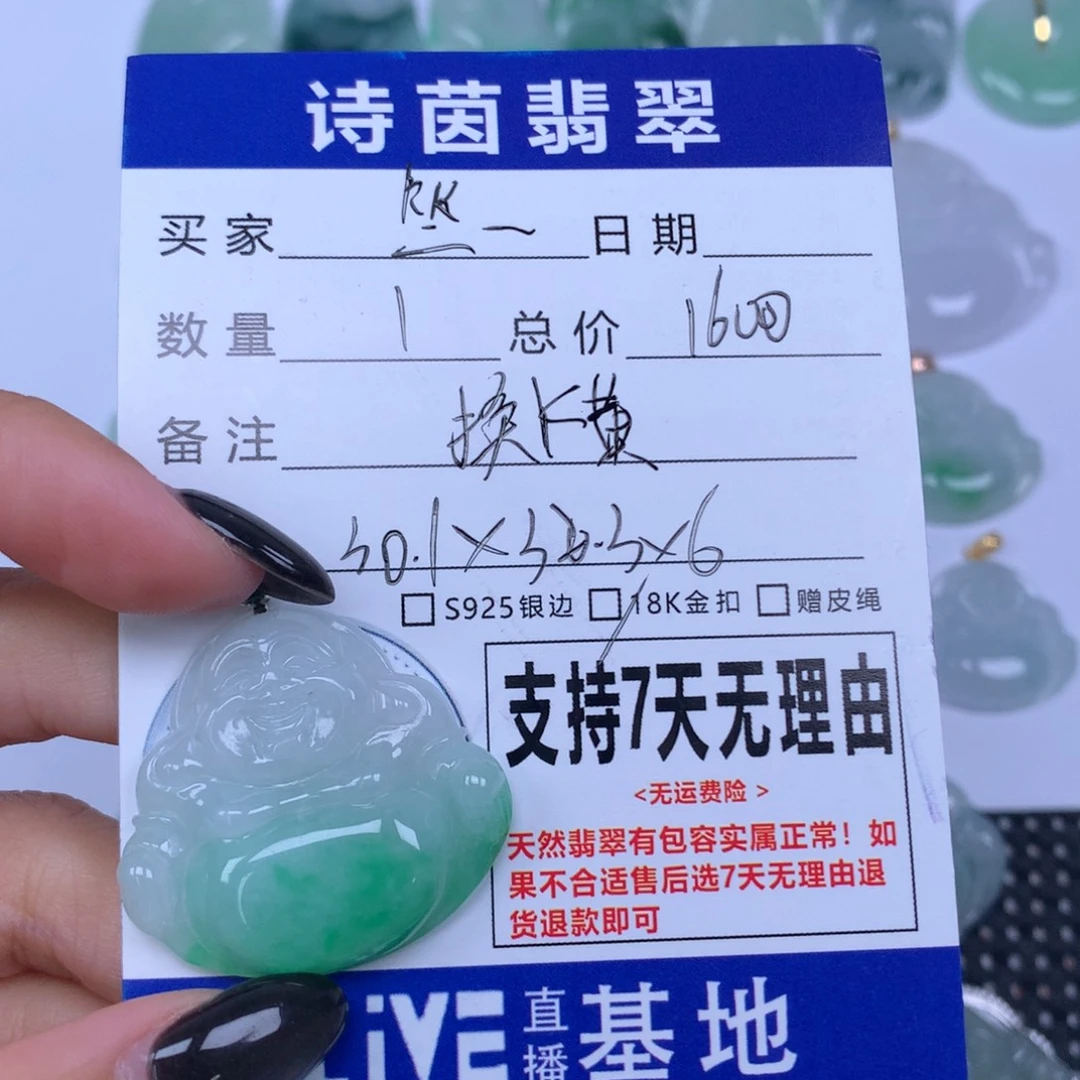 诗茵翡翠
买家 日期
数量 1 总价 1600
备注 换K黄
S925银边 18K金扣 赠皮绳
支持7天无理由
<无运费险 >
天然翡翠有包容实属正常！如
果不合适售后选7天无理由退
货退款即可
LiVE 直播 基地